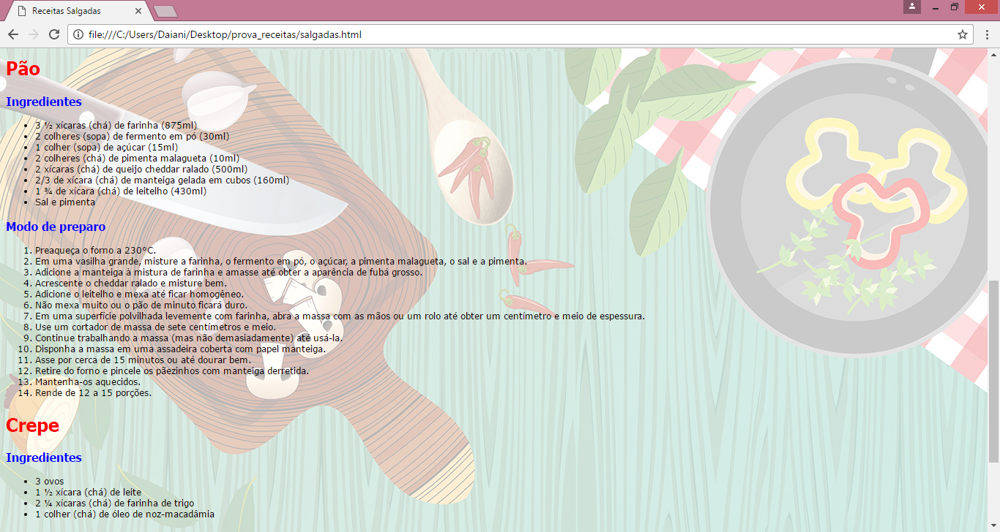 Receitas Salgadas
file:///C:/Users/Daiani/Desktop/prova_receitas/salgadas.html
Pão
Ingredientes
3 ½ xícaras (chá) de farinha (875ml)
2 colheres (sopa) de fermento em pó (30ml)
1 colher (sopa) de açúcar (15ml)
2 colheres (chá) de pimenta malagueta (10ml)
2 xícaras (chá) de queijo cheddar ralado (500ml)
2/3 de xícara (chá) de manteiga gelada em cubos (160ml)
1 ¾ de xícara (chá) de leitelho (430ml)
Sal e pimenta
Modo de preparo
1. Preaqueça o forno a 230°C.
2. Em uma vasilha grande, misture a farinha, o fermento em pó, o açúcar, a pimenta malagueta, o sal e a pimenta.
3. Adicione a manteiga à mistura de farinha e amasse até obter a aparência de fubá grosso.
4. Acrescente o cheddar ralado e misture bem.
5. Adicione o leitelho e mexa até ficar homogêneo.
6. Não mexa muito ou o pão de minuto ficará duro.
7. Em uma superfície polvilhada levemente com farinha, abra a massa com as mãos ou um rolo até obter um centímetro e meio de espessura.
8. Use um cortador de massa de sete centímetros e meio.
9. Continue trabalhando a massa (mas não demasiadamente) até usá-la.
10. Disponha a massa em uma assadeira coberta com papel manteiga.
11. Asse por cerca de 15 minutos ou até dourar bem.
12. Retire do forno e pincele os pãezinhos com manteiga derretida.
13. Mantenha-os aquecidos.
14. Rende de 12 a 15 porções.
Crepe
Ingredientes
3 ovos
1 ½ xícara (chá) de leite
2 ¼ xícaras (chá) de farinha de trigo
1 colher (chá) de óleo de noz-macadâmia